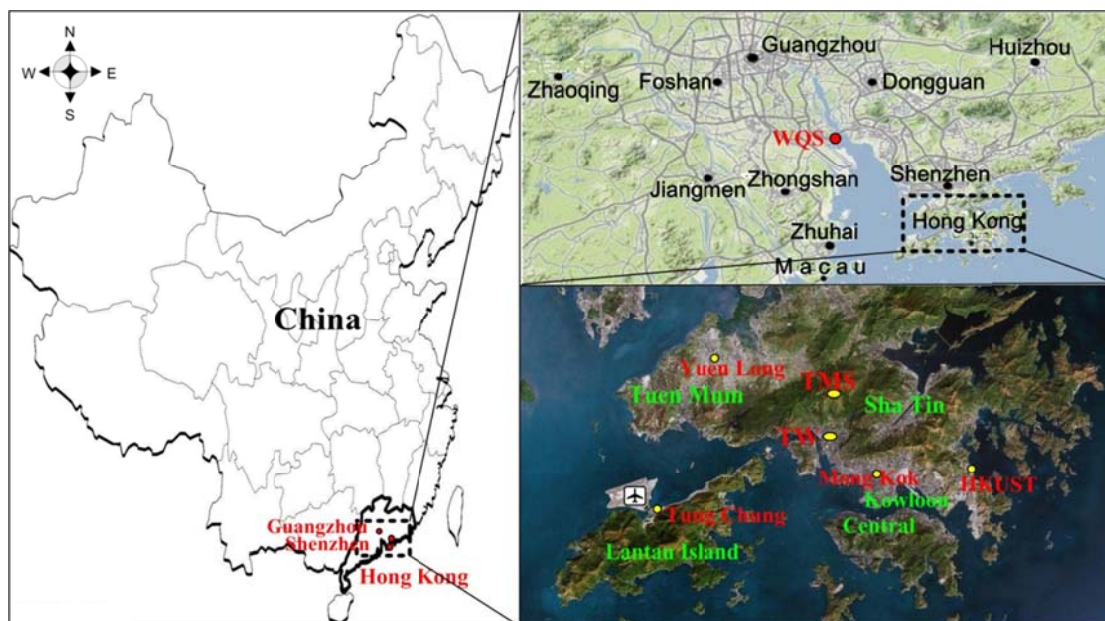 N
W E
S
China
Guangzhou
Shenzhen
Hong Kong
Guangzhou
Huizhou
Zhaoqing
Foshan
Dongguan
WQS
Jiangmen
Zhongshan
Shenzhen
Hong Kong
Zhuhai
Macau
Yuen Long
Tuen Mum
TMS
Sha Tin
TW
Mong Kok
HKUST
Kowloon
Tung Chung
Central
Lantan Island